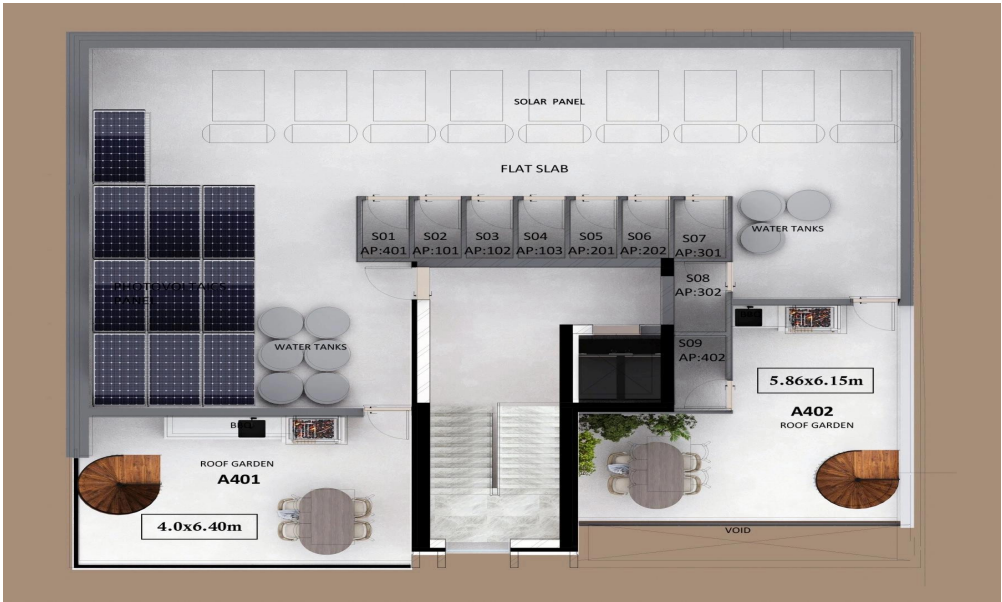 SOLAR PANEL
FLAT SLAB
S01
AP:401
S02
AP:101
S03
AP:102
S04
AP:103
S05
AP:201
S06
AP:202
S07
AP:301
WATER TANKS
S08
AP:302
PHOTOVOLTAICS
PANEL
WATER TANKS
S09
AP:402
5.86x6.15m
A402
ROOF GARDEN
ROOF GARDEN
A401
4.0x6.40m
VOID